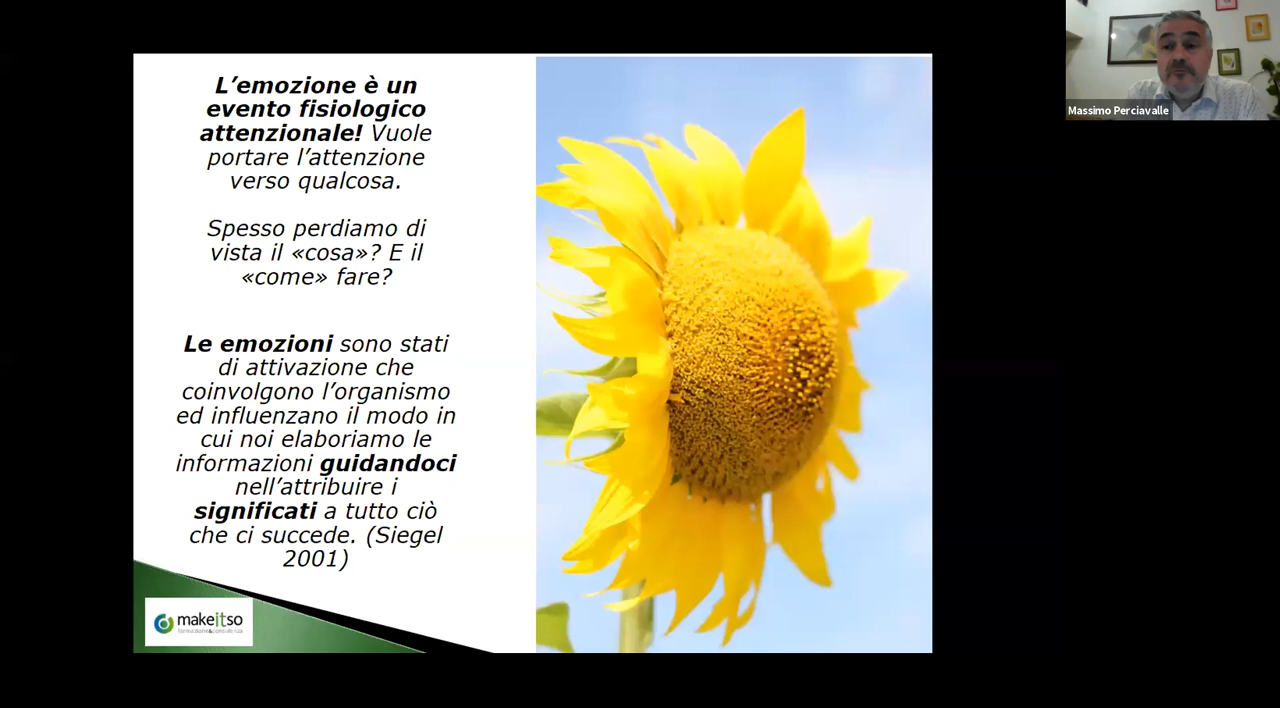 L’emozione è un
evento fisiologico
attenzionale! Vuole
portare l’attenzione
verso qualcosa.
Spesso perdiamo di
vista il «cosa»? E il
«come» fare?
Le emozioni sono stati
di attivazione che
coinvolgono l’organismo
ed influenzano il modo in
cui noi elaboriamo le
informazioni guidandoci
nell’attribuire i
significati a tutto ciò
che ci succede. (Siegel
2001)
makeitso
formazione&consulenza
Massimo Perciavalle